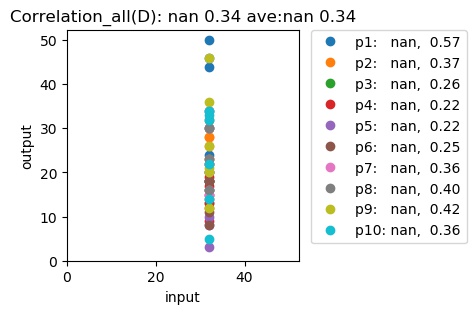 Correlation_all(D): nan 0.34 ave:nan 0.34
50
40
30
20
10
0
output
0 20 40
input
p1: nan, 0.57
p2: nan, 0.37
p3: nan, 0.26
p4: nan, 0.22
p5: nan, 0.22
p6: nan, 0.25
p7: nan, 0.36
p8: nan, 0.40
p9: nan, 0.42
p10: nan, 0.36